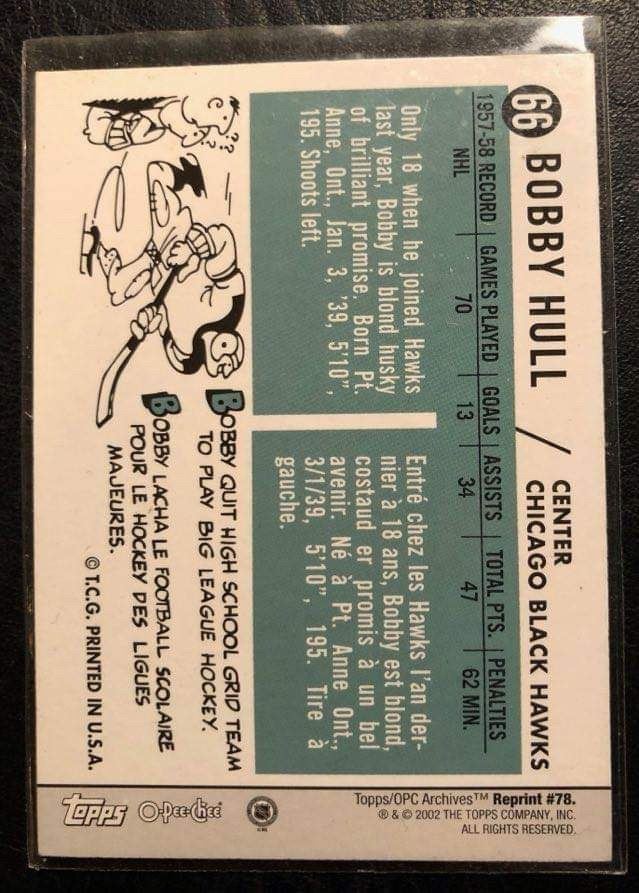 66 BOBBY HULL / CENTER
CHICAGO BLACK HAWKS
1957-58 RECORD | GAMES PLAYED | GOALS | ASSISTS | TOTAL PTS. | PENALTIES
NHL 70 13 34 47 62 MIN.
Only 18 when he joined Hawks
last year, Bobby is blond husky
of brilliant promise. Born Pt.
Anne, Ont., Jan. 3, '39, 5'10",
195. Shoots left.
Entré chez les Hawks l'an der-
nier à 18 ans, Bobby est blond,
costaud er promis à un bel
avenir. Né à Pt. Anne Ont.,
3/1/39, 5'10", 195. Tire à
gauche.
BOBBY QUIT HIGH SCHOOL GRID TEAM
TO PLAY BIG LEAGUE HOCKEY.
BOBBY LACHA LE FOOTBALL SCOLAIRE
POUR LE HOCKEY DES LIGUES
MAJEURES.
© T.C.G. PRINTED IN U.S.A.
Topps/OPC Archives™ Reprint #78.
® & © 2002 THE TOPPS COMPANY, INC.
ALL RIGHTS RESERVED.
O-Pee-Chee
TOPPS